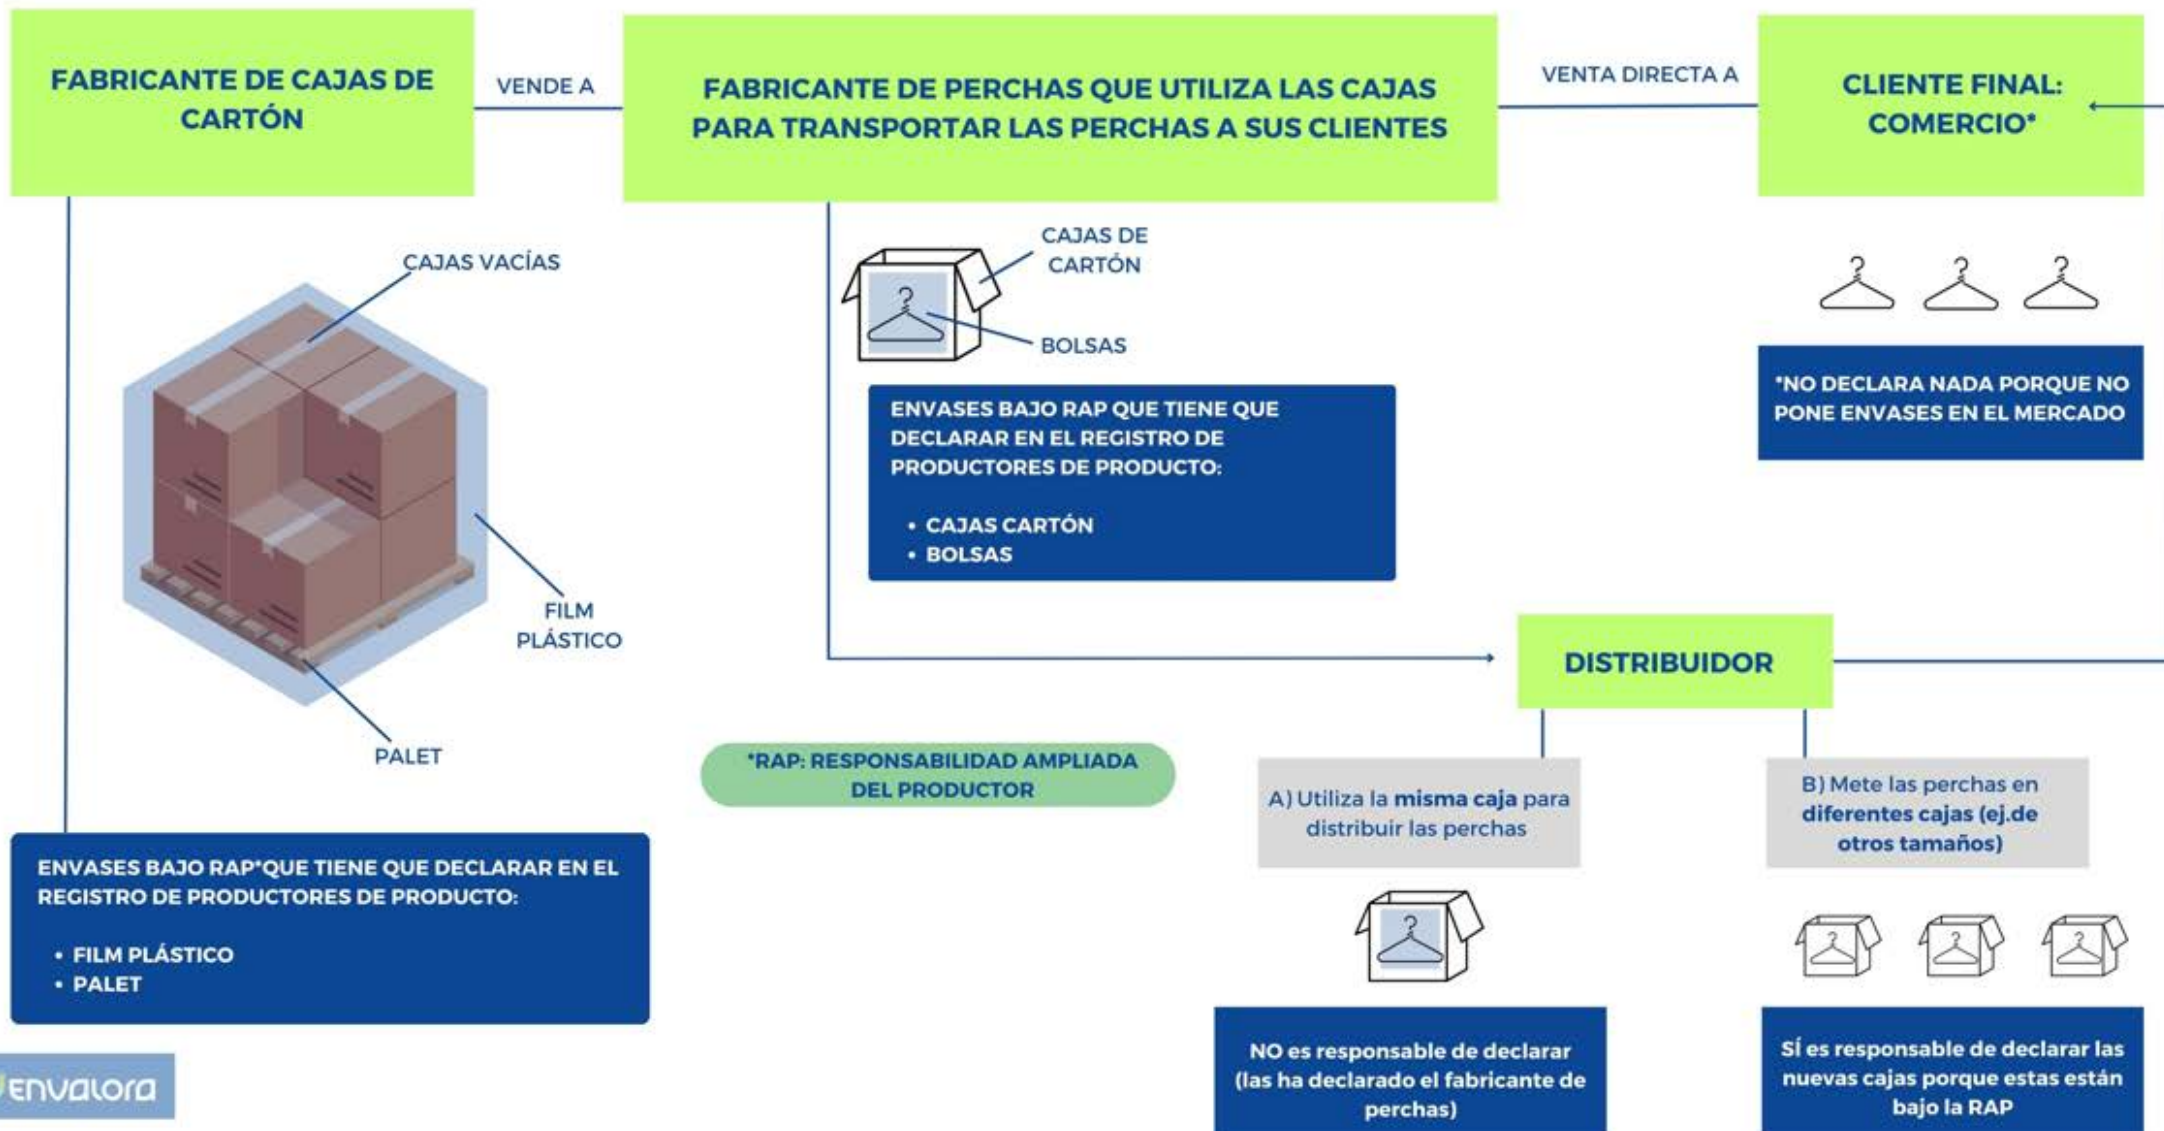 FABRICANTE DE CAJAS DE
CARTÓN
VENDE A
FABRICANTE DE PERCHAS QUE UTILIZA LAS CAJAS
PARA TRANSPORTAR LAS PERCHAS A SUS CLIENTES
VENTA DIRECTA A
CLIENTE FINAL:
COMERCIO*
CAJAS VACÍAS
FILM
PLÁSTICO
PALET
ENVASES BAJO RAP*QUE TIENE QUE DECLARAR EN EL
REGISTRO DE PRODUCTORES DE PRODUCTO:
• FILM PLÁSTICO
• PALET
CAJAS DE
CARTÓN
BOLSAS
ENVASES BAJO RAP QUE TIENE QUE
DECLARAR EN EL REGISTRO DE
PRODUCTORES DE PRODUCTO:
• CAJAS CARTÓN
• BOLSAS
*NO DECLARA NADA PORQUE NO
PONE ENVASES EN EL MERCADO
DISTRIBUIDOR
*RAP: RESPONSABILIDAD AMPLIADA
DEL PRODUCTOR
A) Utiliza la misma caja para
distribuir las perchas
NO es responsable de declarar
(las ha declarado el fabricante de
perchas)
B) Mete las perchas en
diferentes cajas (ej.de
otros tamaños)
SÍ es responsable de declarar las
nuevas cajas porque estas están
bajo la RAP
envalora